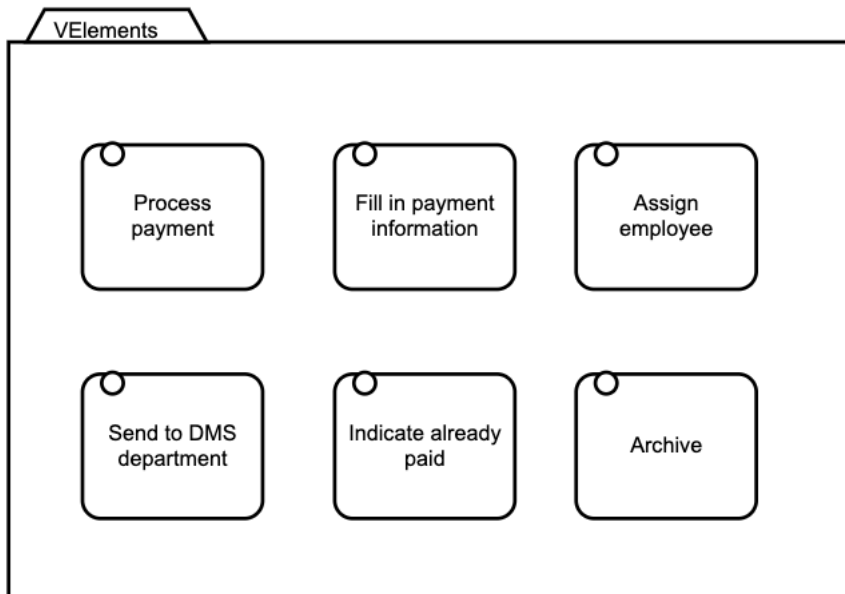 VElements
Process
payment
Fill in payment
information
Assign
employee
Send to DMS
department
Indicate already
paid
Archive